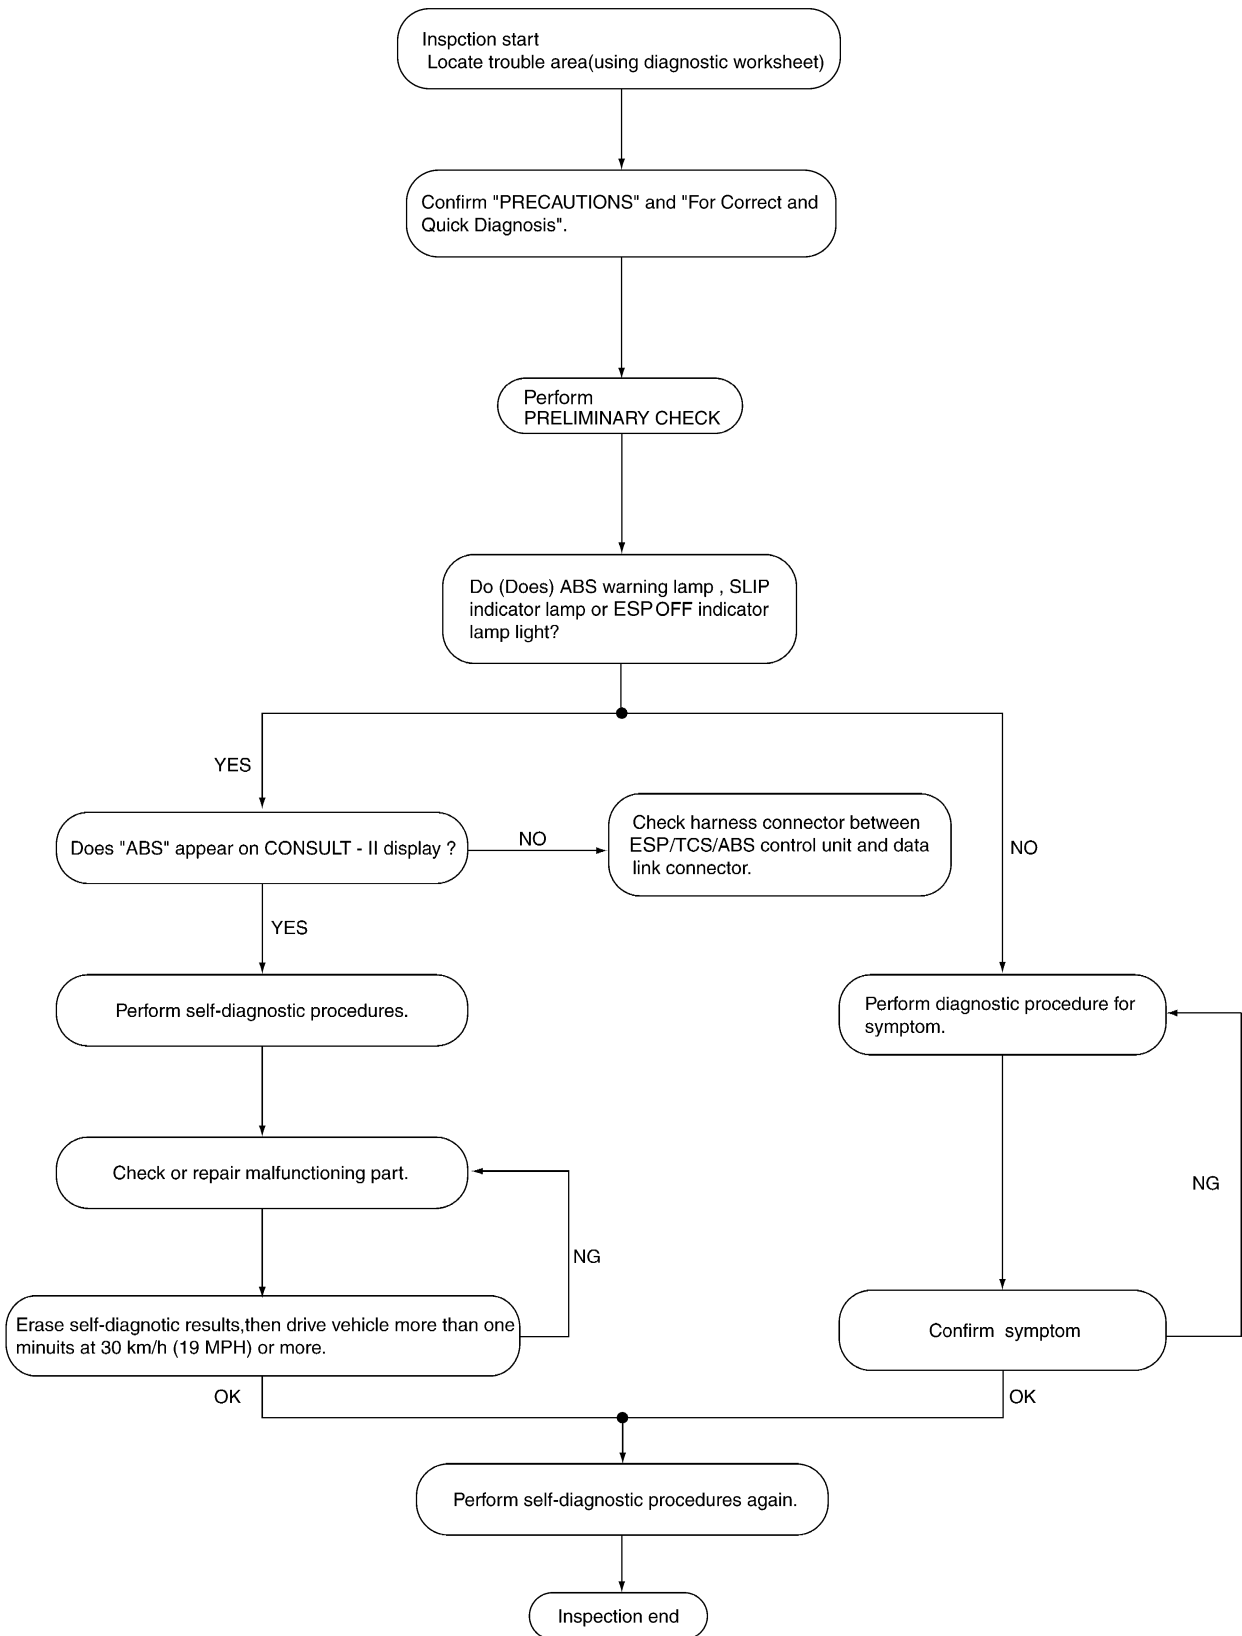 Inspction start
Locate trouble area(using diagnostic worksheet)
Confirm "PRECAUTIONS" and "For Correct and
Quick Diagnosis".
Perform
PRELIMINARY CHECK
Do (Does) ABS warning lamp , SLIP
indicator lamp or ESP OFF indicator
lamp light?
YES
NO
Does "ABS" appear on CONSULT - II display ?
NO
Check harness connector between
ESP/TCS/ABS control unit and data
link connector.
YES
Perform self-diagnostic procedures.
Perform diagnostic procedure for
symptom.
Check or repair malfunctioning part.
NG
NG
Erase self-diagnotic results,then drive vehicle more than one
minuits at 30 km/h (19 MPH) or more.
Confirm symptom
OK
OK
Perform self-diagnostic procedures again.
Inspection end